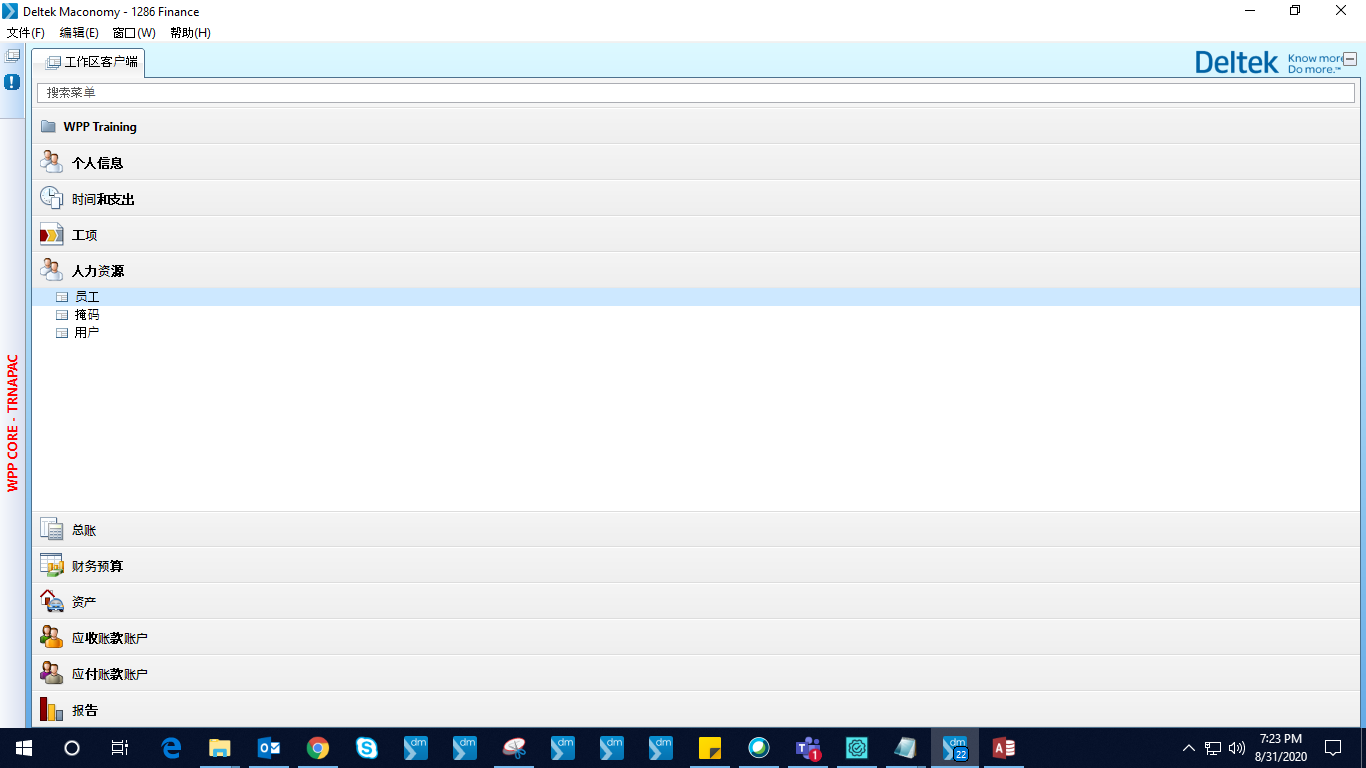 Deltek Maconomy - 1286 Finance
文件(F) 编辑(E) 窗口(W) 帮助(H)
工作区客户端
Deltek Know more
Do more.™
搜索菜单
WPP Training
个人信息
时间和支出
工项
人力资源
员工
掩码
用户
WPP CORE - TRNAPAC
总账
财务预算
资产
应收账款账户
应付账款账户
报告
dm dm dm dm dm 1 dm 22
7:23 PM
8/31/2020